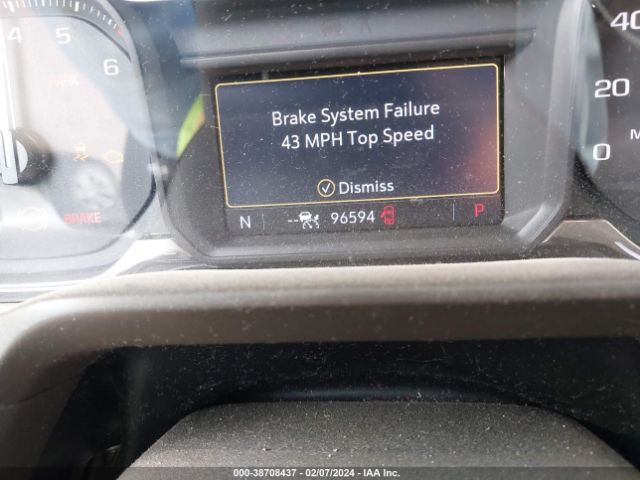 4 5 6
PARK
BRAKE
Brake System Failure
43 MPH Top Speed
Dismiss
N -- 96594 P
40
20
0
M
000-38708437 - 02/07/2024 - IAA Inc.